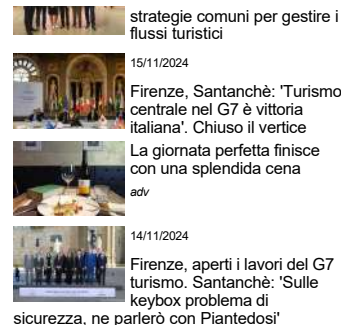 strategie comuni per gestire i
flussi turistici
15/11/2024
Firenze, Santanchè: 'Turismo
centrale nel G7 è vittoria
italiana'. Chiuso il vertice
La giornata perfetta finisce
con una splendida cena
adv
14/11/2024
Firenze, aperti i lavori del G7
turismo. Santanchè: 'Sulle
keybox problema di
sicurezza, ne parlerò con Piantedosi'